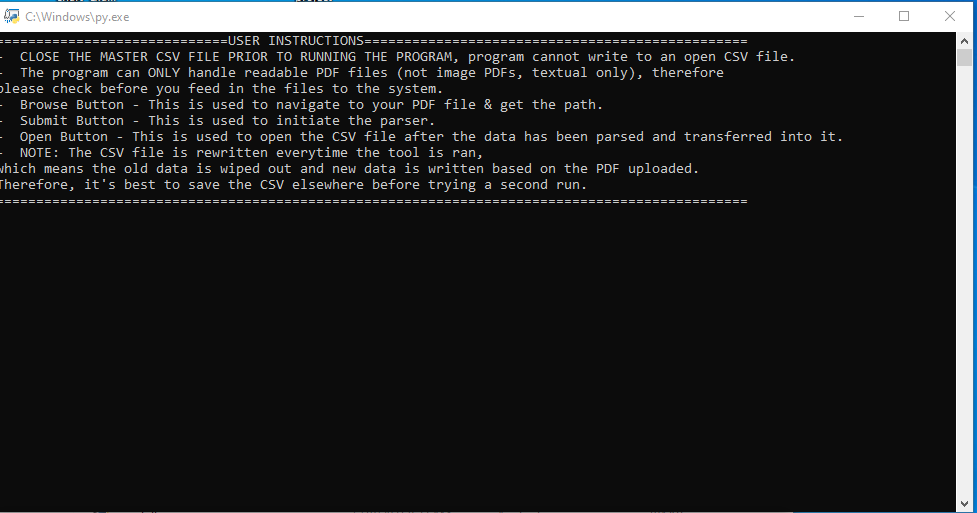 C:\Windows\py.exe
=============================USER INSTRUCTIONS================================================
- CLOSE THE MASTER CSV FILE PRIOR TO RUNNING THE PROGRAM, program cannot write to an open CSV file.
- The program can ONLY handle readable PDF files (not image PDFs, textual only), therefore
please check before you feed in the files to the system.
- Browse Button - This is used to navigate to your PDF file & get the path.
- Submit Button - This is used to initiate the parser.
- Open Button - This is used to open the CSV file after the data has been parsed and transferred into it.
- NOTE: The CSV file is rewritten everytime the tool is ran,
which means the old data is wiped out and new data is written based on the PDF uploaded.
Therefore, it's best to save the CSV elsewhere before trying a second run.
==============================================================================================